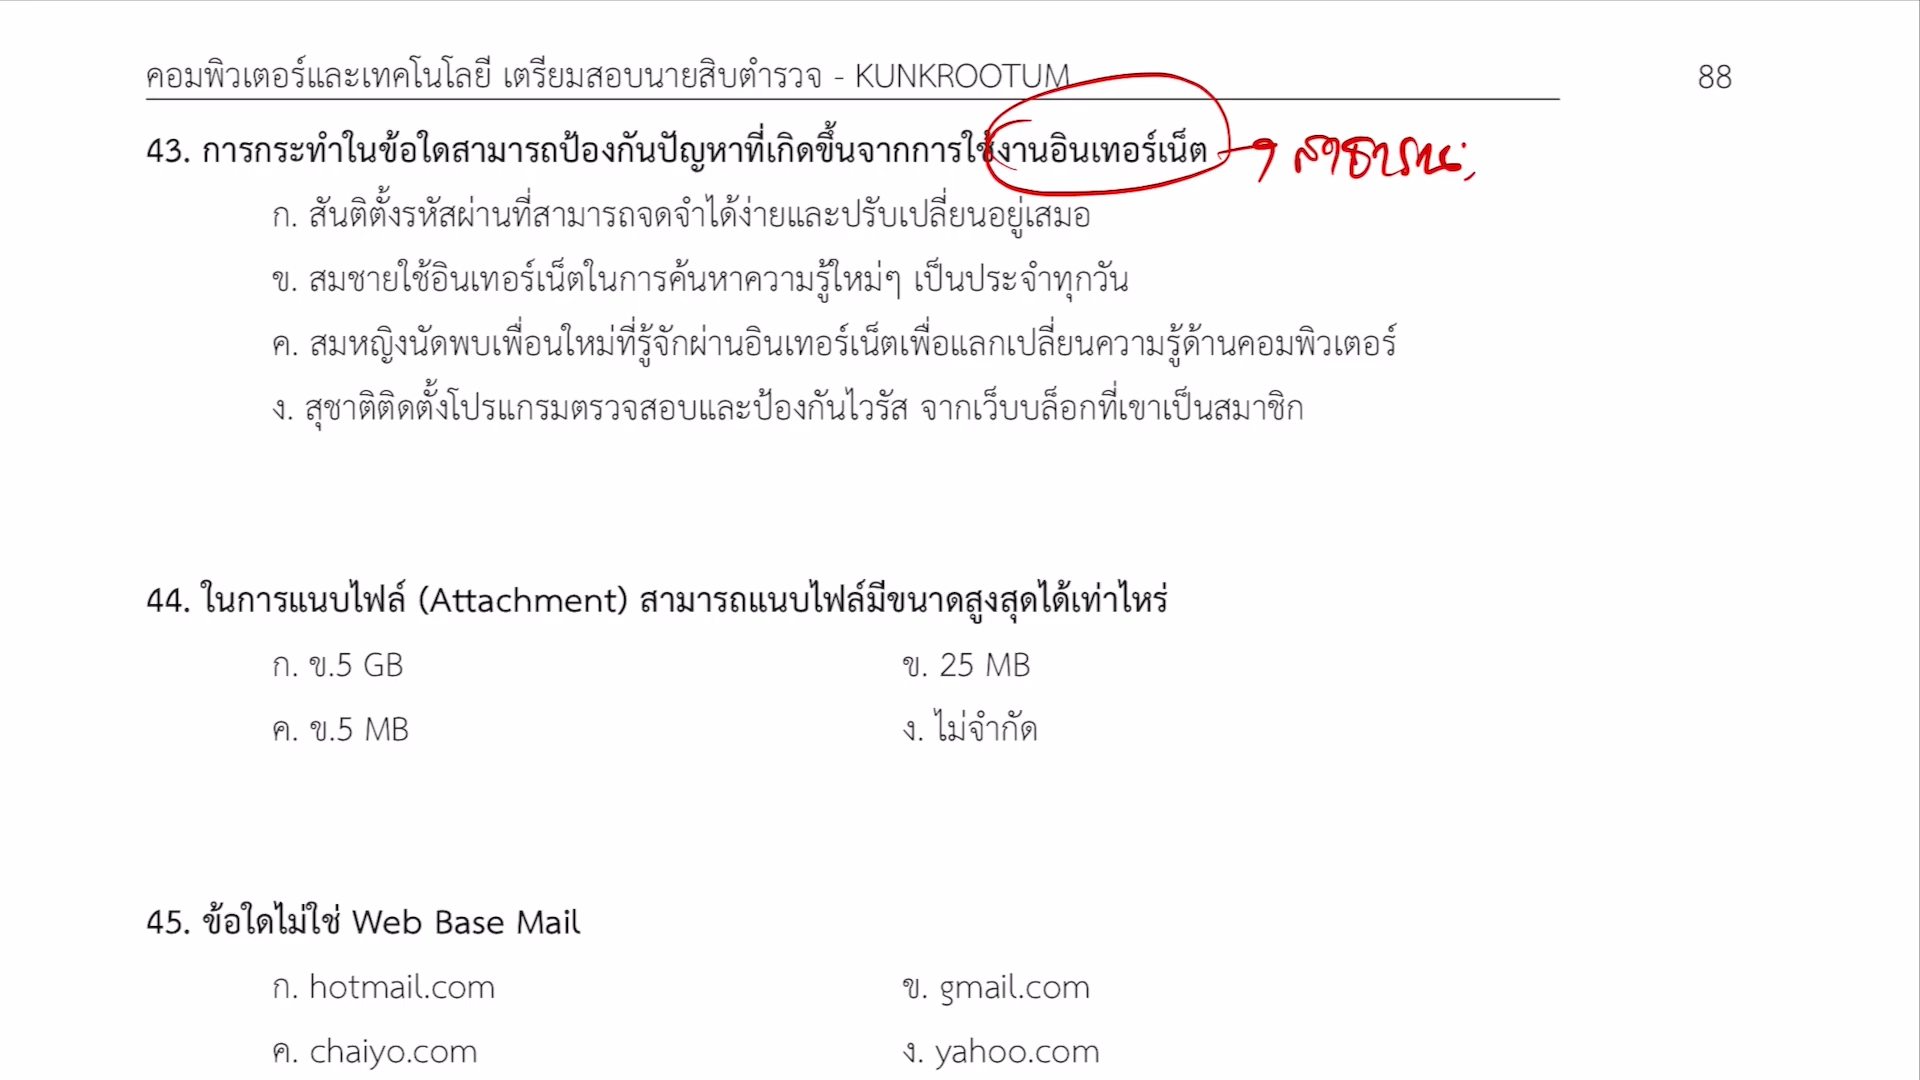 คอมพิวเตอร์และเทคโนโลยี เตรียมสอบนายสิบตำรวจ - KUNKROOTUM 88
43. การกระทำในข้อใดสามารถป้องกันปัญหาที่เกิดขึ้นจากการใช้งานอินเทอร์เน็ต → สาธารณะ
ก. สันติตั้งรหัสผ่านที่สามารถจดจำได้ง่ายและปรับเปลี่ยนอยู่เสมอ
ข. สมชายใช้อินเทอร์เน็ตในการค้นหาความรู้ใหม่ๆ เป็นประจำทุกวัน
ค. สมหญิงนัดพบเพื่อนใหม่ที่รู้จักผ่านอินเทอร์เน็ตเพื่อแลกเปลี่ยนความรู้ด้านคอมพิวเตอร์
ง. สุชาติติดตั้งโปรแกรมตรวจสอบและป้องกันไวรัส จากเว็บบล็อกที่เขาเป็นสมาชิก
44. ในการแนบไฟล์ (Attachment) สามารถแนบไฟล์มีขนาดสูงสุดได้เท่าไหร่
ก. ข.5 GB ข. 25 MB
ค. ข.5 MB ง. ไม่จำกัด
45. ข้อใดไม่ใช่ Web Base Mail
ก. hotmail.com ข. gmail.com
ค. chaiyo.com ง. yahoo.com